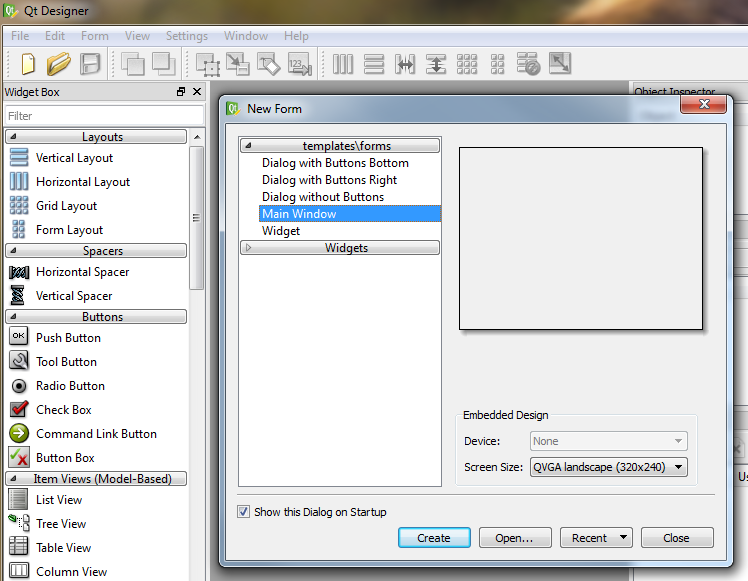 Qt Designer
File Edit Form View Settings Window Help
Widget Box
Filter
Layouts
Vertical Layout
Horizontal Layout
Grid Layout
Form Layout
Spacers
Horizontal Spacer
Vertical Spacer
Buttons
OK Push Button
Tool Button
Radio Button
Check Box
Command Link Button
Button Box
Item Views (Model-Based)
List View
Tree View
Table View
Column View
Object Inspector
New Form
templates\forms
Dialog with Buttons Bottom
Dialog with Buttons Right
Dialog without Buttons
Main Window
Widget
Widgets
Embedded Design
Device: None
Screen Size: QVGA landscape (320x240)
Show this Dialog on Startup
Create Open... Recent Close